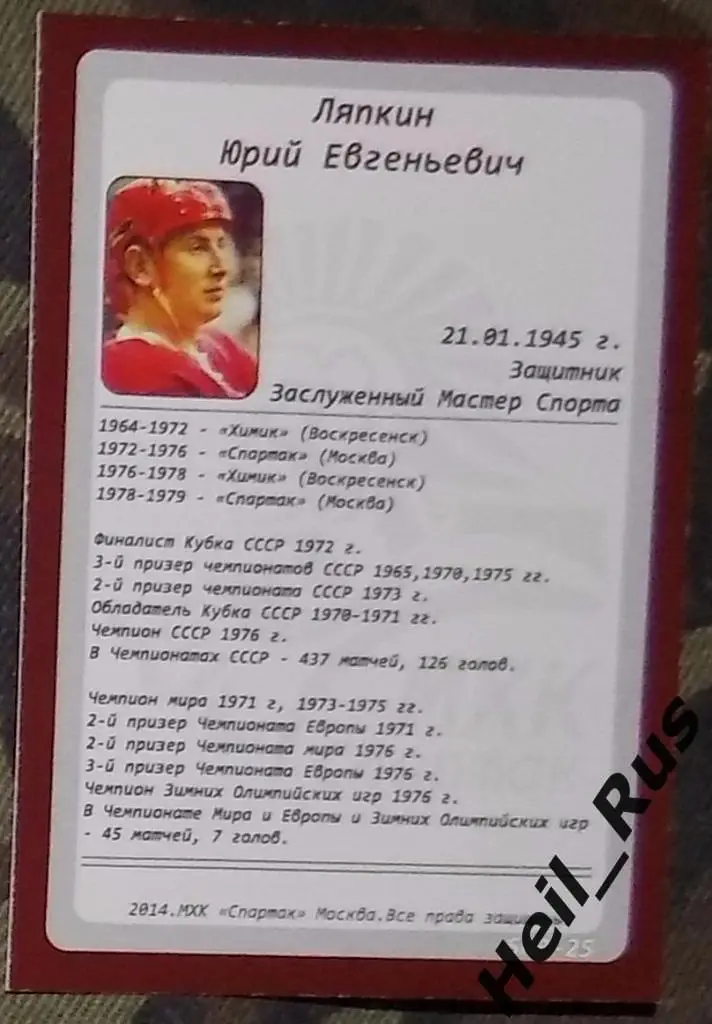 Ляпкин
Юрий Евгеньевич
21.01.1945 г.
Защитник
Заслуженный Мастер Спорта
1964-1972 - «Химик» (Воскресенск)
1972-1976 - «Спартак» (Москва)
1976-1978 - «Химик» (Воскресенск)
1978-1979 - «Спартак» (Москва)
Финалист Кубка СССР 1972 г.
3-й призер чемпионатов СССР 1965,1970,1975 гг.
2-й призер чемпионата СССР 1973 г.
Обладатель Кубка СССР 1970-1971 гг.
Чемпион СССР 1976 г.
В Чемпионатах СССР - 437 матчей, 126 голов.
Чемпион мира 1971 г, 1973-1975 гг.
2-й призер Чемпионата Европы 1971 г.
2-й призер Чемпионата мира 1976 г.
3-й призер Чемпионата Европы 1976 г.
Чемпион Зимних Олимпийских игр 1976 г.
В Чемпионате Мира и Европы и Зимних Олимпийских игр
- 45 матчей, 7 голов.
2014.МХК «Спартак» Москва.Все права
-25
Heil_Rus